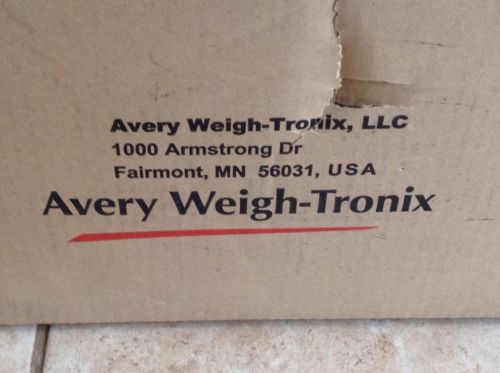 Avery Weigh-Tronix, LLC
1000 Armstrong Dr
Fairmont, MN 56031, USA
Avery Weigh-Tronix